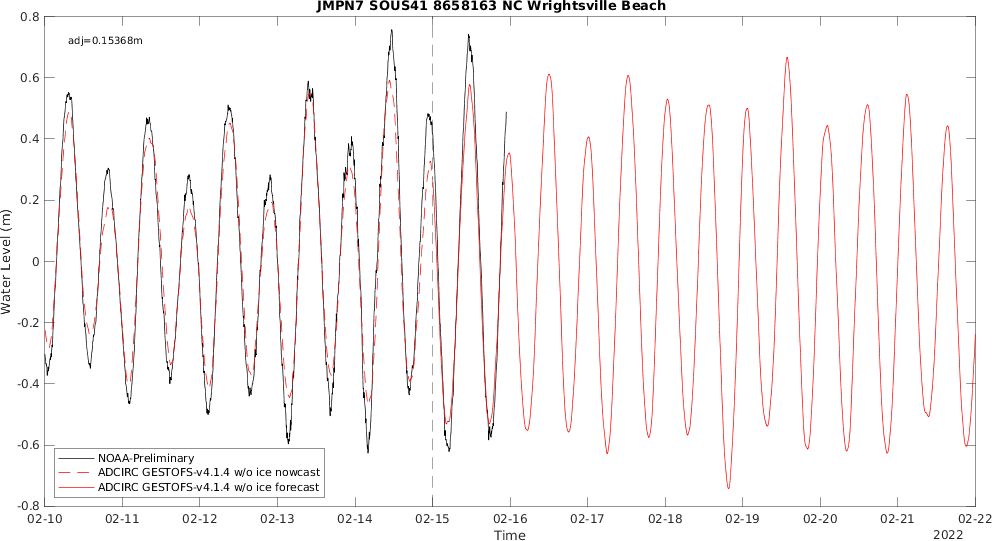 JMPN7 SOUS41 8658163 NC Wrightsville Beach
adj=0.15368m
0.8
0.6
0.4
0.2
0
-0.2
-0.4
-0.6
-0.8
Water Level (m)
NOAA-Preliminary
ADCIRC GESTOFS-v4.1.4 w/o ice nowcast
ADCIRC GESTOFS-v4.1.4 w/o ice forecast
02-10 02-11 02-12 02-13 02-14 02-15 02-16 02-17 02-18 02-19 02-20 02-21 02-22
Time
2022